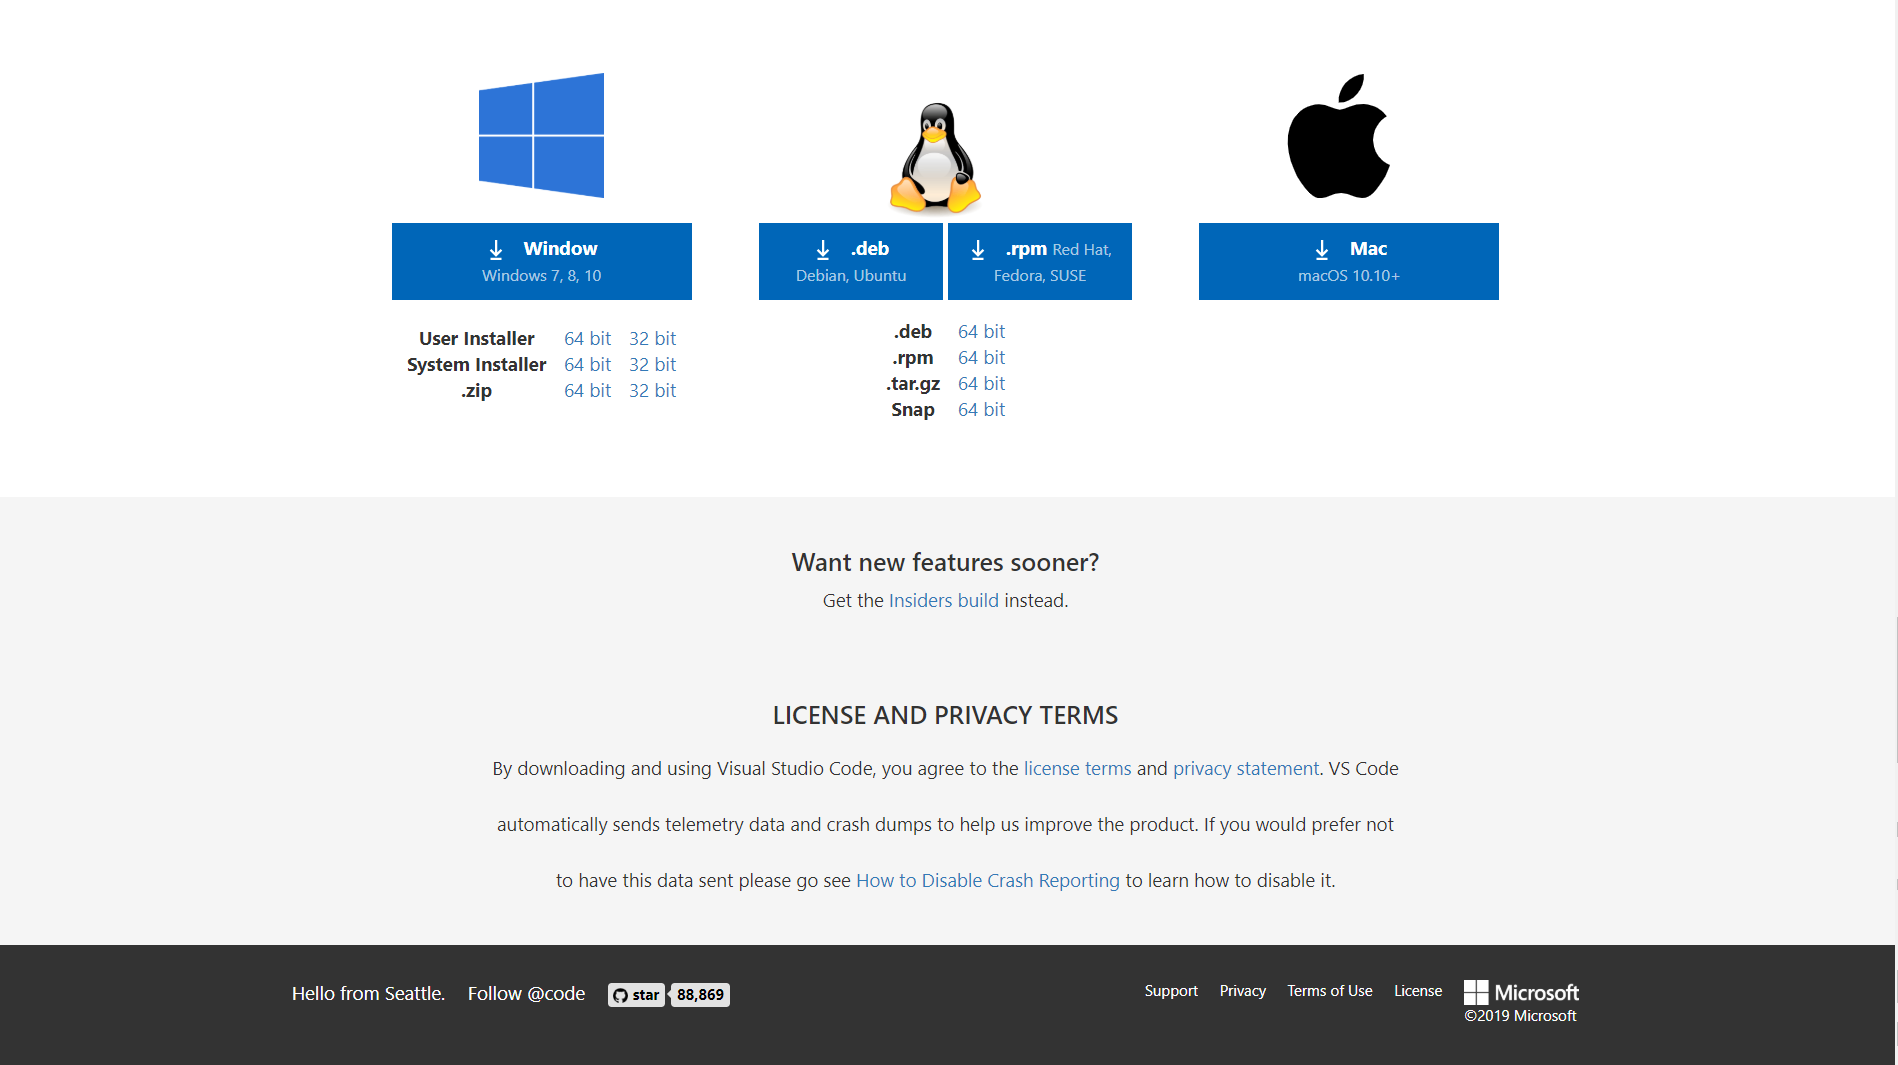 Window
Windows 7, 8, 10
.deb
Debian, Ubuntu
.rpm Red Hat,
Fedora, SUSE
Mac
macOS 10.10+
User Installer 64 bit 32 bit
System Installer 64 bit 32 bit
.zip 64 bit 32 bit
.deb 64 bit
.rpm 64 bit
.tar.gz 64 bit
Snap 64 bit
Want new features sooner?
Get the Insiders build instead.
LICENSE AND PRIVACY TERMS
By downloading and using Visual Studio Code, you agree to the license terms and privacy statement. VS Code
automatically sends telemetry data and crash dumps to help us improve the product. If you would prefer not
to have this data sent please go see How to Disable Crash Reporting to learn how to disable it.
Hello from Seattle. Follow @code star 88,869
Support Privacy Terms of Use License Microsoft
©2019 Microsoft